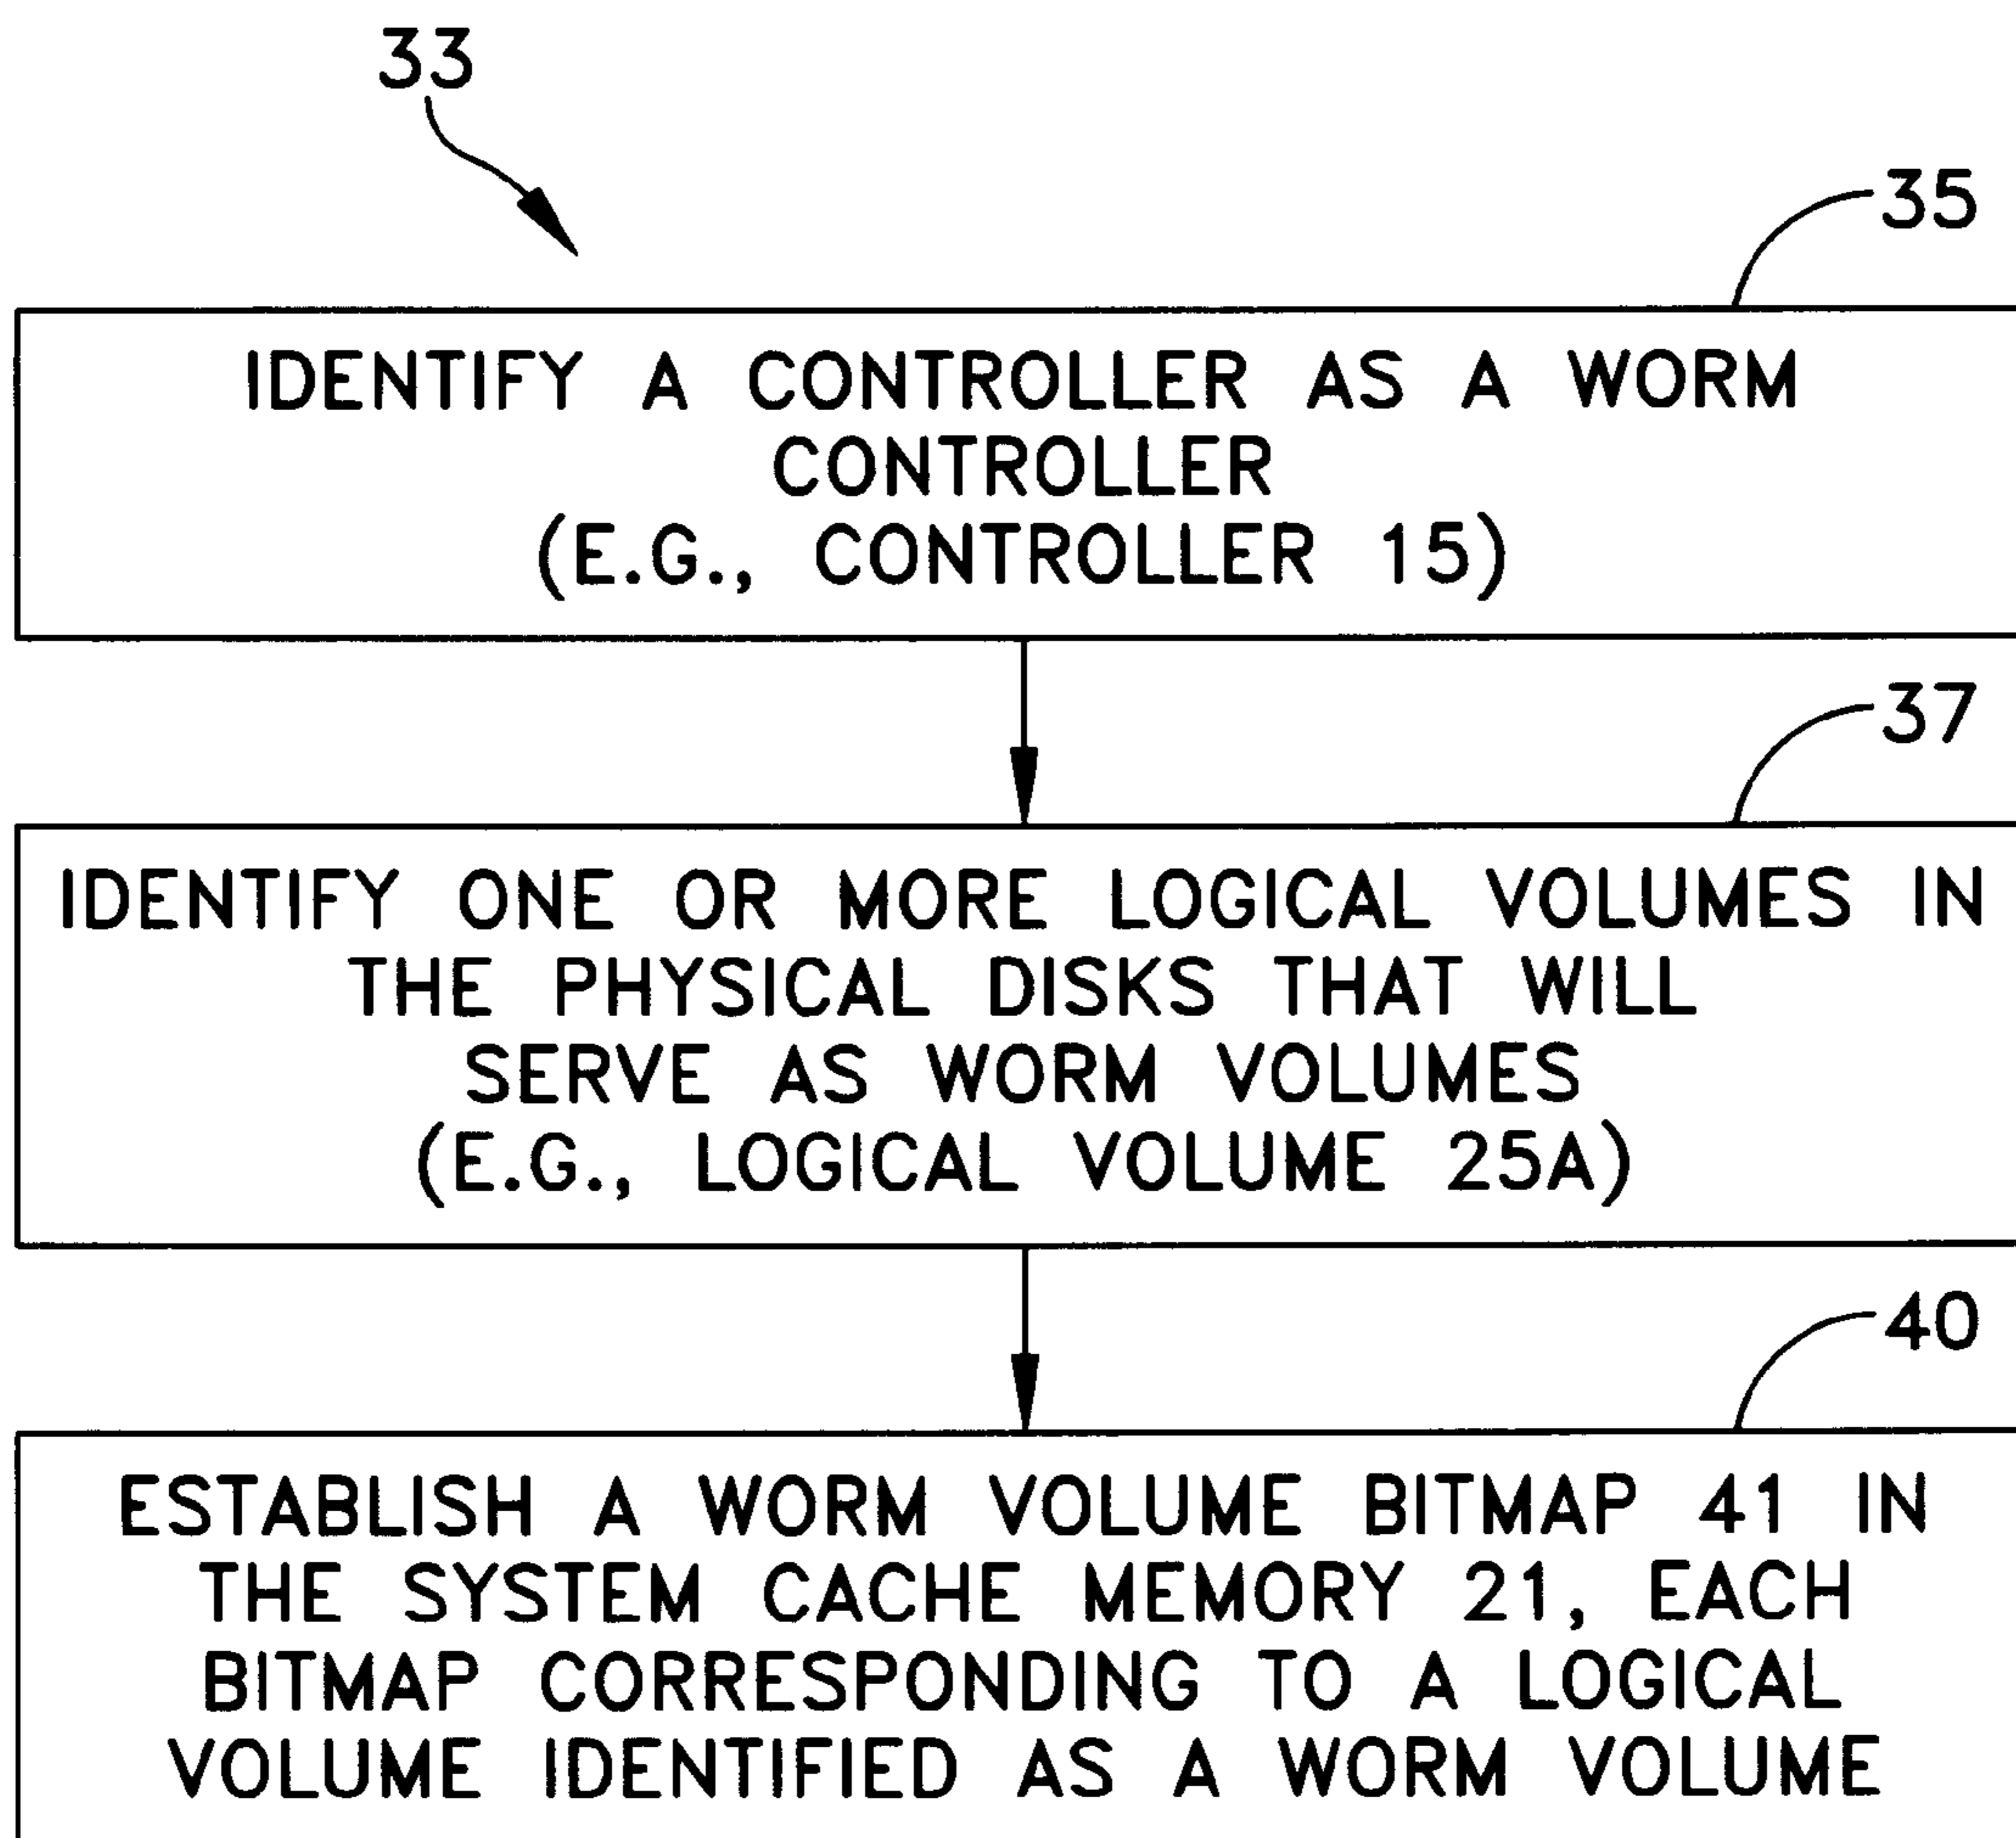 33
35
IDENTIFY A CONTROLLER AS A WORM
CONTROLLER
(E.G., CONTROLLER 15)
37
IDENTIFY ONE OR MORE LOGICAL VOLUMES IN
THE PHYSICAL DISKS THAT WILL
SERVE AS WORM VOLUMES
(E.G., LOGICAL VOLUME 25A)
40
ESTABLISH A WORM VOLUME BITMAP 41 IN
THE SYSTEM CACHE MEMORY 21, EACH
BITMAP CORRESPONDING TO A LOGICAL
VOLUME IDENTIFIED AS A WORM VOLUME